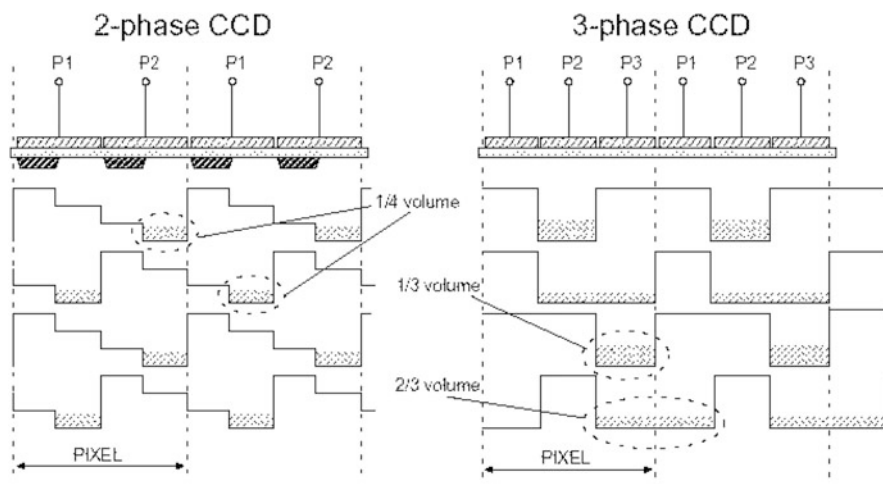 2-phase CCD
3-phase CCD
P1 P2 P1 P2
P1 P2 P3 P1 P2 P3
1/4 volume
1/3 volume
2/3 volume
PIXEL
PIXEL